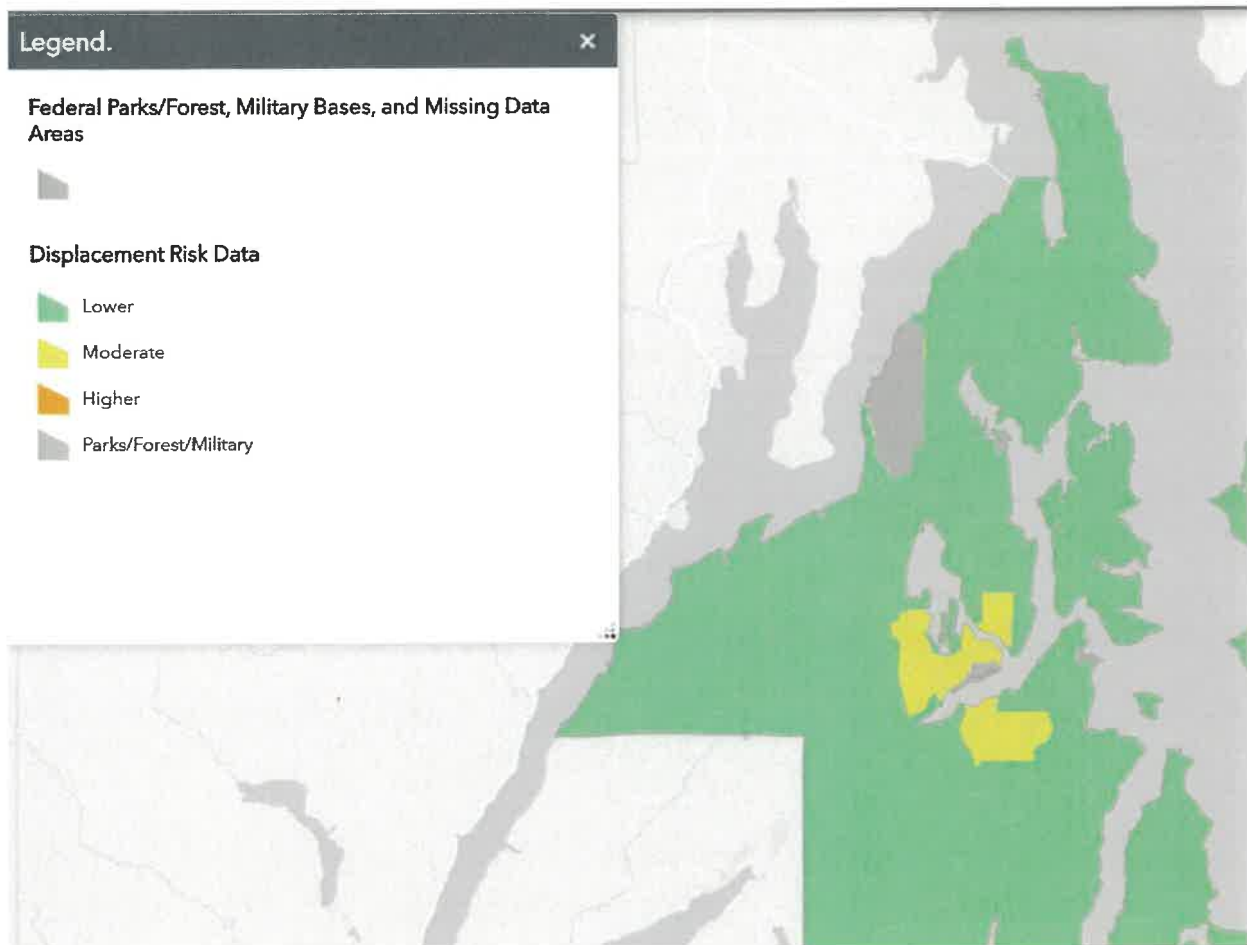 Legend.
Federal Parks/Forest, Military Bases, and Missing Data
Areas
Displacement Risk Data
Lower
Moderate
Higher
Parks/Forest/Military